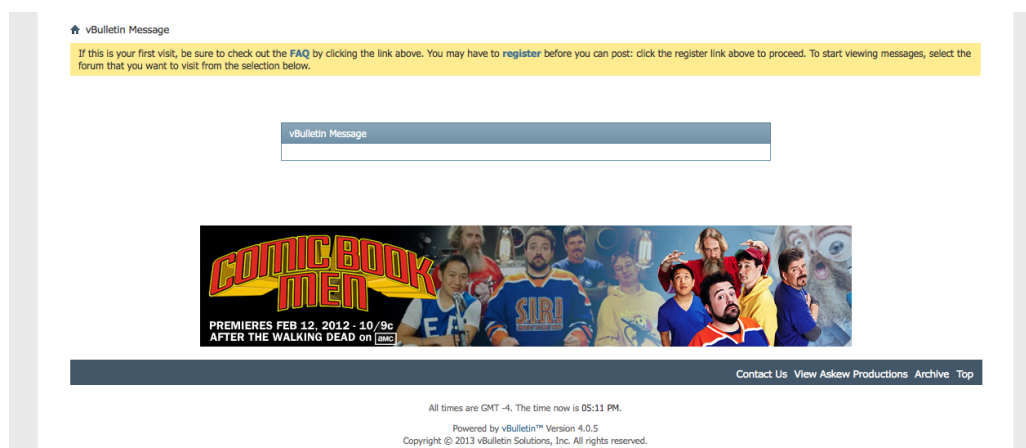 vBulletin Message
If this is your first visit, be sure to check out the FAQ by clicking the link above. You may have to register before you can post: click the register link above to proceed. To start viewing messages, select the
forum that you want to visit from the selection below.
vBulletin Message
COMIC BOOK
MEN
SIRI
PREMIERES FEB 12, 2012 - 10/9c
AFTER THE WALKING DEAD on amc
Contact Us View Askew Productions Archive Top
All times are GMT -4. The time now is 05:11 PM.
Powered by vBulletin™ Version 4.0.5
Copyright © 2013 vBulletin Solutions, Inc. All rights reserved.